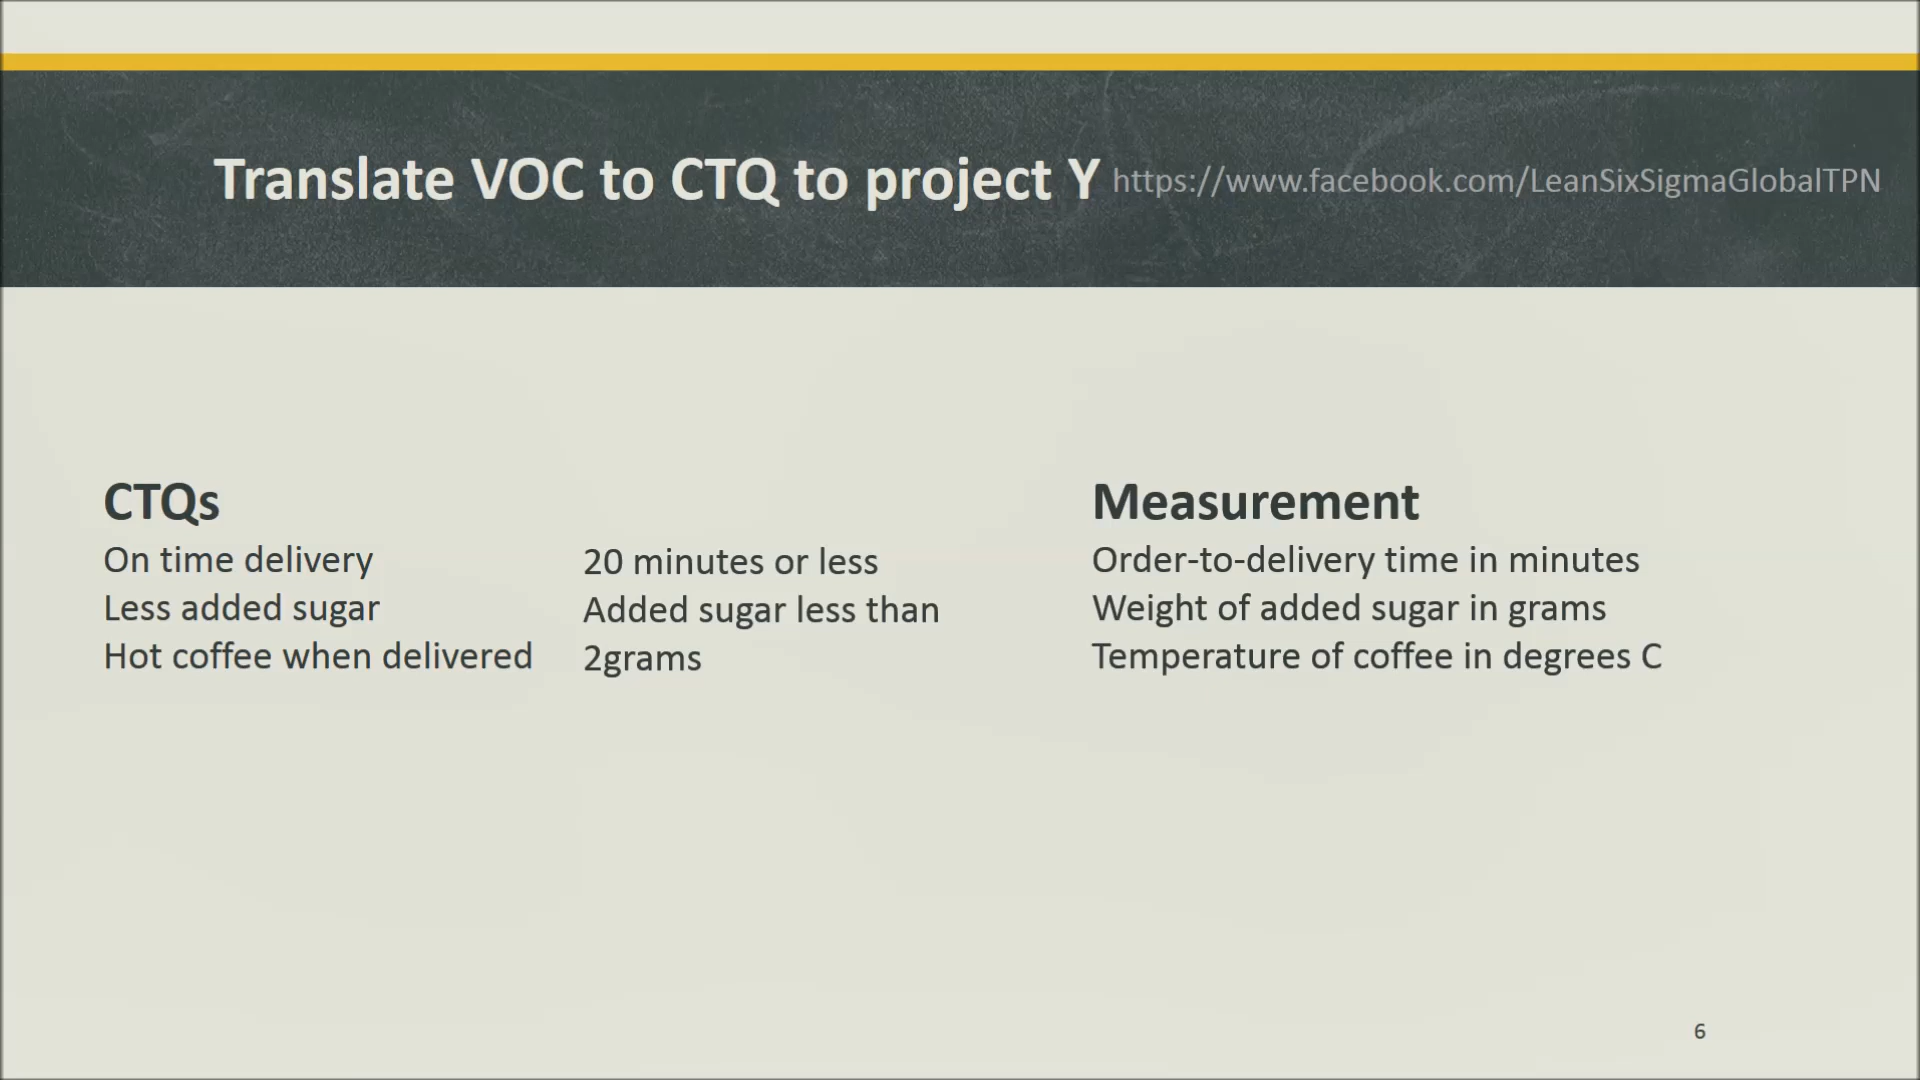 Translate VOC to CTQ to project Y https://www.facebook.com/LeanSixSigmaGlobalTPN
CTQs
On time delivery
Less added sugar
Hot coffee when delivered
20 minutes or less
Added sugar less than
2grams
Measurement
Order-to-delivery time in minutes
Weight of added sugar in grams
Temperature of coffee in degrees C
6